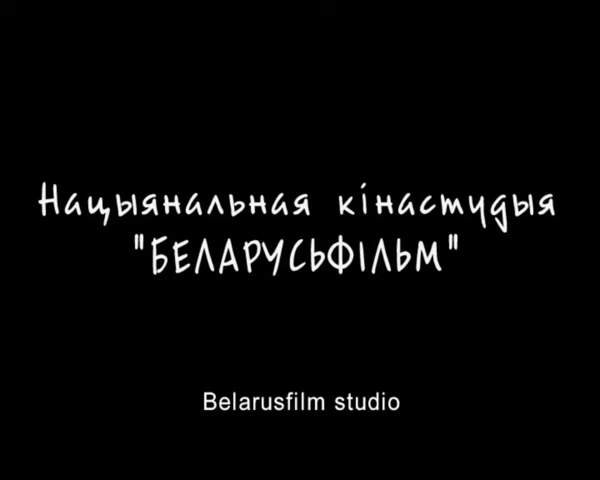 Нацыянальная кінастудыя
"БЕЛАРУСЬФІЛЬМ"
Belarusfilm studio